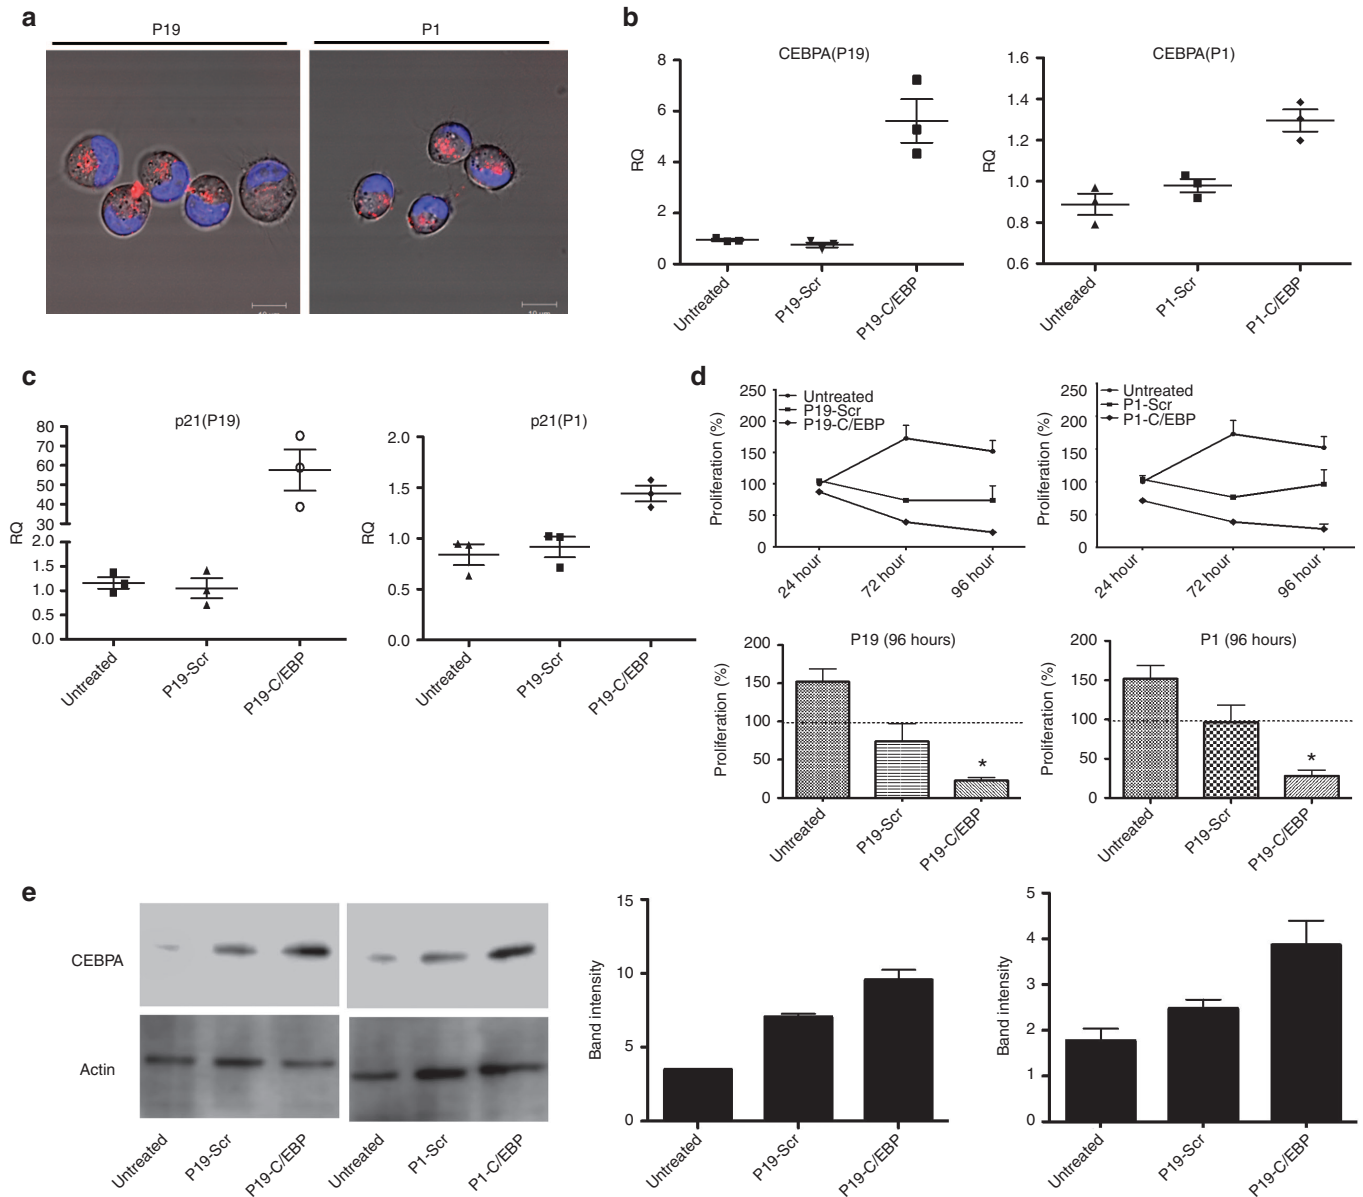 a
P19
P1
b
CEBPA(P19)
RQ
8
6
4
2
0
Untreated
P19-Scr
P19-C/EBP
CEBPA(P1)
RQ
1.6
1.4
1.2
1.0
0.8
0.6
Untreated
P1-Scr
P1-C/EBP
c
p21(P19)
RQ
80
70
60
50
40
30
2.0
1.5
1.0
0.5
0.0
Untreated
P19-Scr
P19-C/EBP
p21(P1)
RQ
2.0
1.5
1.0
0.5
0.0
Untreated
P19-Scr
P19-C/EBP
d
Proliferation (%)
250
200
150
100
50
0
Untreated
P19-Scr
P19-C/EBP
24 hour
72 hour
96 hour
Proliferation (%)
250
200
150
100
50
0
Untreated
P1-Scr
P1-C/EBP
24 hour
72 hour
96 hour
P19 (96 hours)
Proliferation (%)
200
150
100
50
0
*
Untreated
P19-Scr
P19-C/EBP
P1 (96 hours)
Proliferation (%)
200
150
100
50
0
*
Untreated
P19-Scr
P19-C/EBP
e
CEBPA
Actin
Untreated
P19-Scr
P19-C/EBP
Untreated
P1-Scr
P1-C/EBP
Band intensity
15
10
5
0
Untreated
P19-Scr
P19-C/EBP
Band intensity
5
4
3
2
1
0
Untreated
P19-Scr
P19-C/EBP